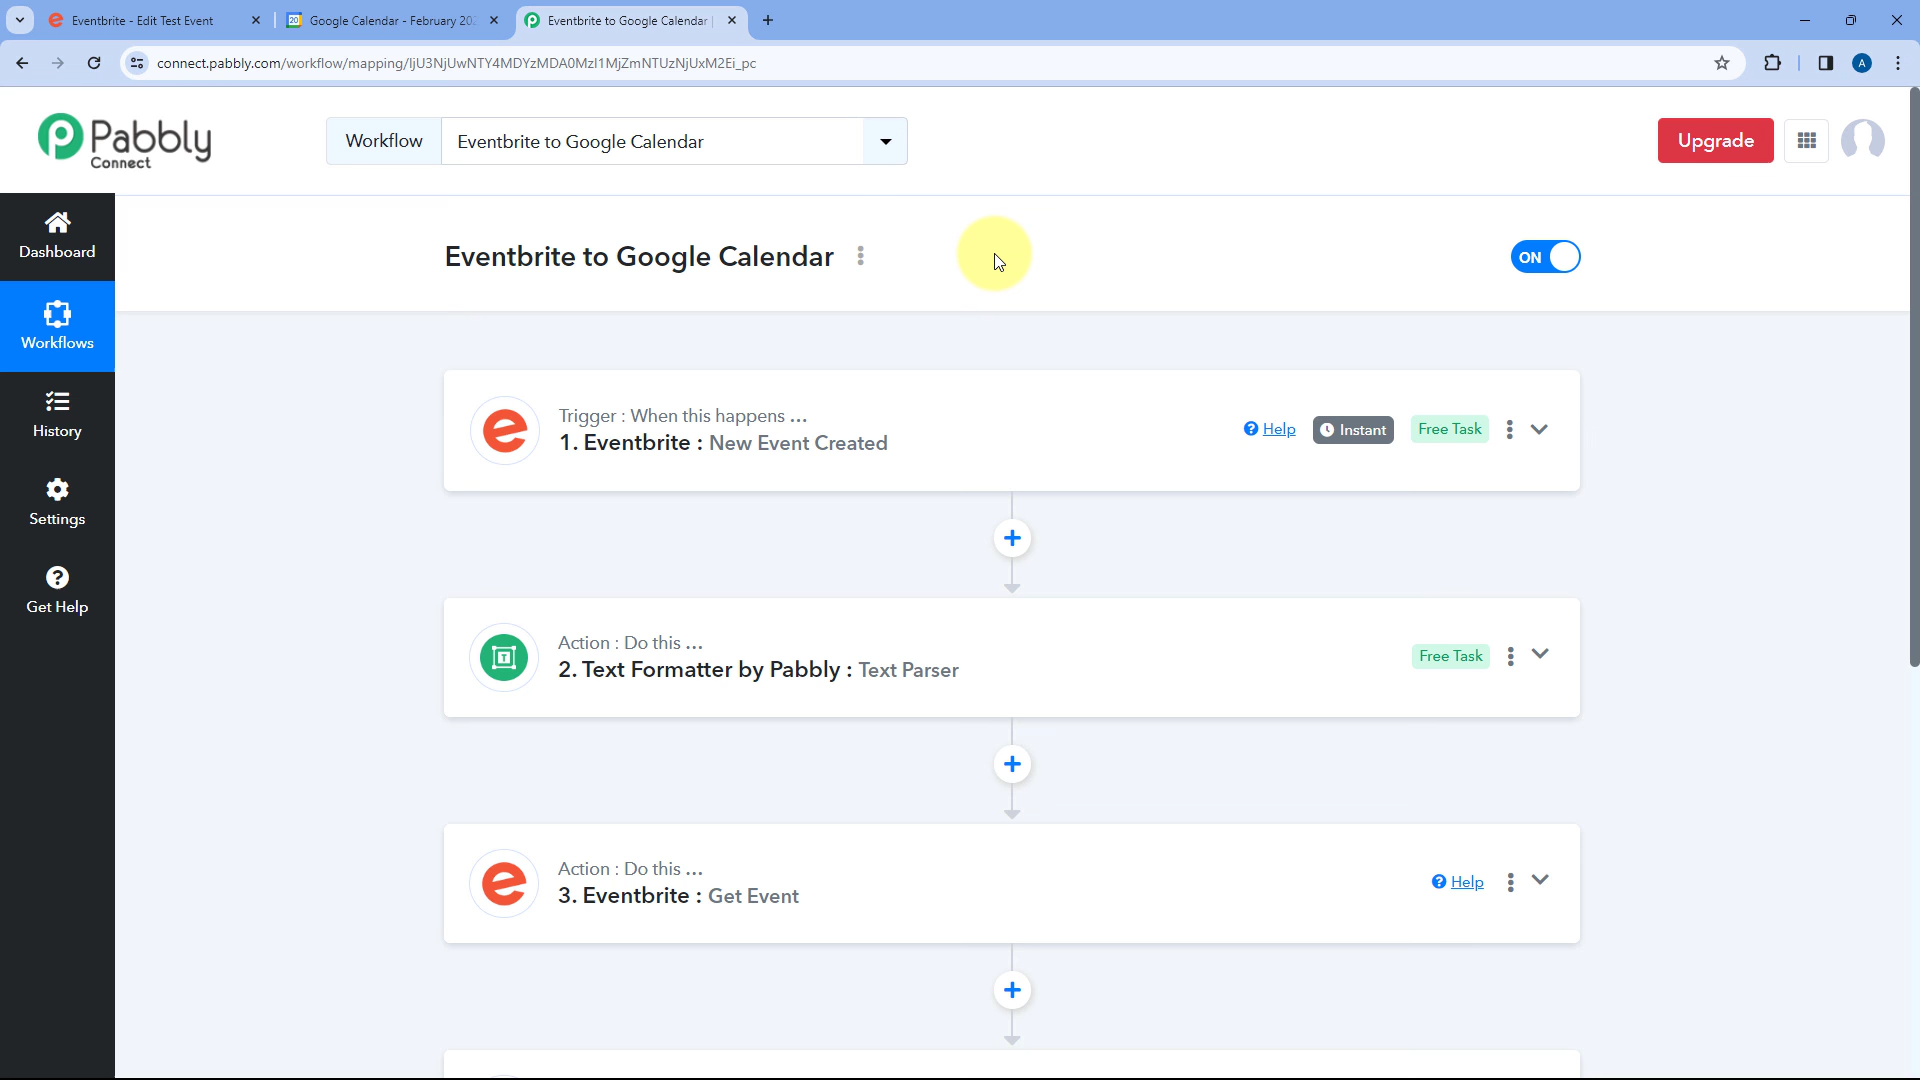 Eventbrite - Edit Test Event
Google Calendar - February 20
Eventbrite to Google Calendar
connect.pabbly.com/workflow/mapping/IjU3NjUwNTY4MDYzMDA0MzI1MjZmNTUzNjUxM2Ei_pc
A
Pabbly
Connect
Workflow
Eventbrite to Google Calendar
Upgrade
Dashboard
Workflows
History
Settings
Get Help
Eventbrite to Google Calendar
ON
Trigger : When this happens ...
1. Eventbrite : New Event Created
Help
Instant
Free Task
Action : Do this ...
2. Text Formatter by Pabbly : Text Parser
Free Task
Action : Do this ...
3. Eventbrite : Get Event
Help